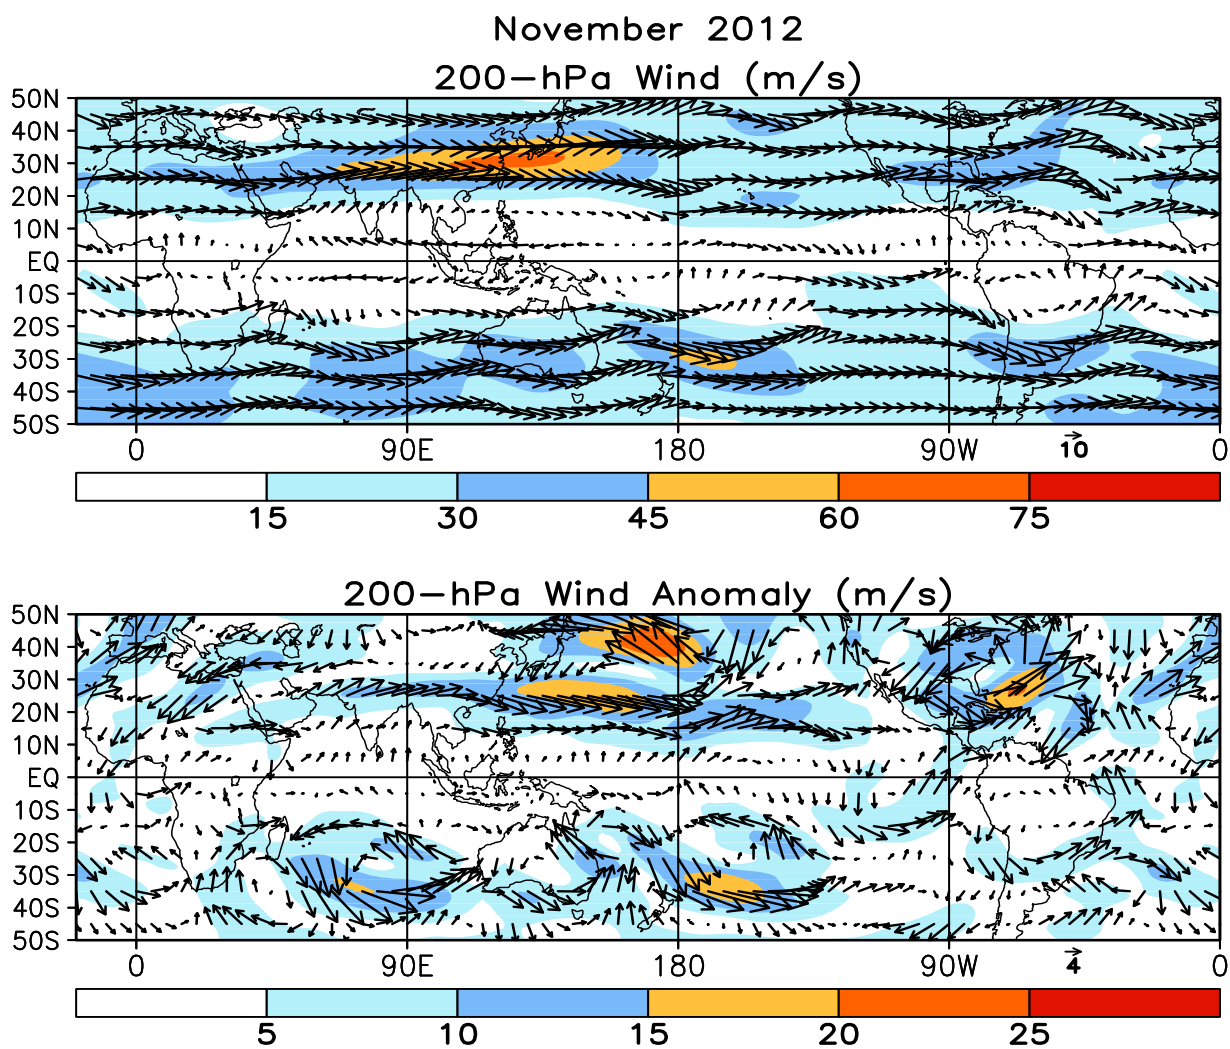 November 2012
200-hPa Wind (m/s)
50N
40N
30N
20N
10N
EQ
10S
20S
30S
40S
50S
0 90E 180 90W 10 0
15 30 45 60 75
200-hPa Wind Anomaly (m/s)
50N
40N
30N
20N
10N
EQ
10S
20S
30S
40S
50S
0 90E 180 90W 4 0
5 10 15 20 25